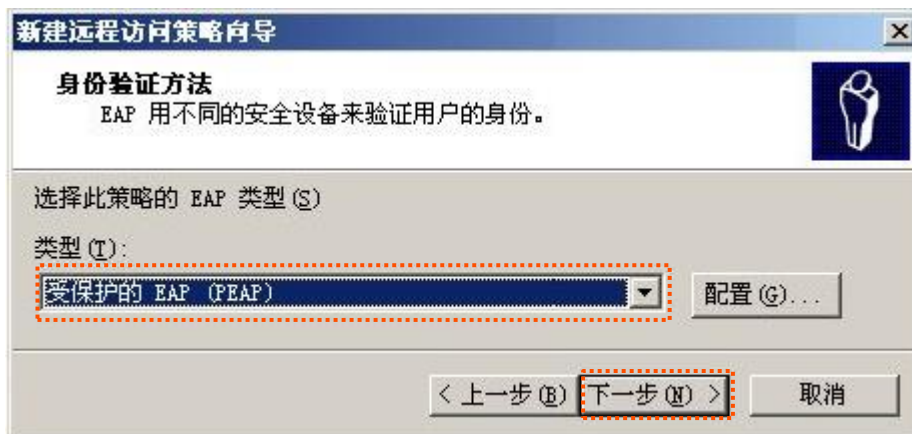 新建远程访问策略向导
身份验证方法
EAP 用不同的安全设备来验证用户的身份。
选择此策略的 EAP 类型(S)
类型(T):
受保护的 EAP (PEAP)
配置(G)...
< 上一步(B) 下一步(N) > 取消